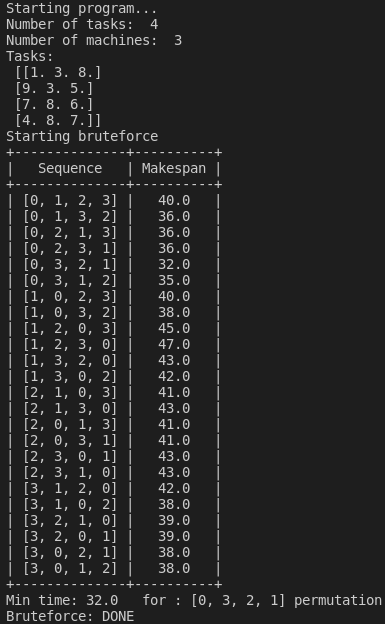 Starting program...
Number of tasks:  4
Number of machines:  3
Tasks:
 [[1. 3. 8.]
 [9. 3. 5.]
 [7. 8. 6.]
 [4. 8. 7.]]
Starting bruteforce
+--------------+----------+
|   Sequence   | Makespan |
+--------------+----------+
| [0, 1, 2, 3] |   40.0   |
| [0, 1, 3, 2] |   36.0   |
| [0, 2, 1, 3] |   36.0   |
| [0, 2, 3, 1] |   36.0   |
| [0, 3, 2, 1] |   32.0   |
| [0, 3, 1, 2] |   35.0   |
| [1, 0, 2, 3] |   40.0   |
| [1, 0, 3, 2] |   38.0   |
| [1, 2, 0, 3] |   45.0   |
| [1, 2, 3, 0] |   47.0   |
| [1, 3, 2, 0] |   43.0   |
| [1, 3, 0, 2] |   42.0   |
| [2, 1, 0, 3] |   41.0   |
| [2, 1, 3, 0] |   43.0   |
| [2, 0, 1, 3] |   41.0   |
| [2, 0, 3, 1] |   41.0   |
| [2, 3, 0, 1] |   43.0   |
| [2, 3, 1, 0] |   43.0   |
| [3, 1, 2, 0] |   42.0   |
| [3, 1, 0, 2] |   38.0   |
| [3, 2, 1, 0] |   39.0   |
| [3, 2, 0, 1] |   39.0   |
| [3, 0, 2, 1] |   38.0   |
| [3, 0, 1, 2] |   38.0   |
+--------------+----------+
Min time: 32.0   for : [0, 3, 2, 1] permutation
Bruteforce: DONE